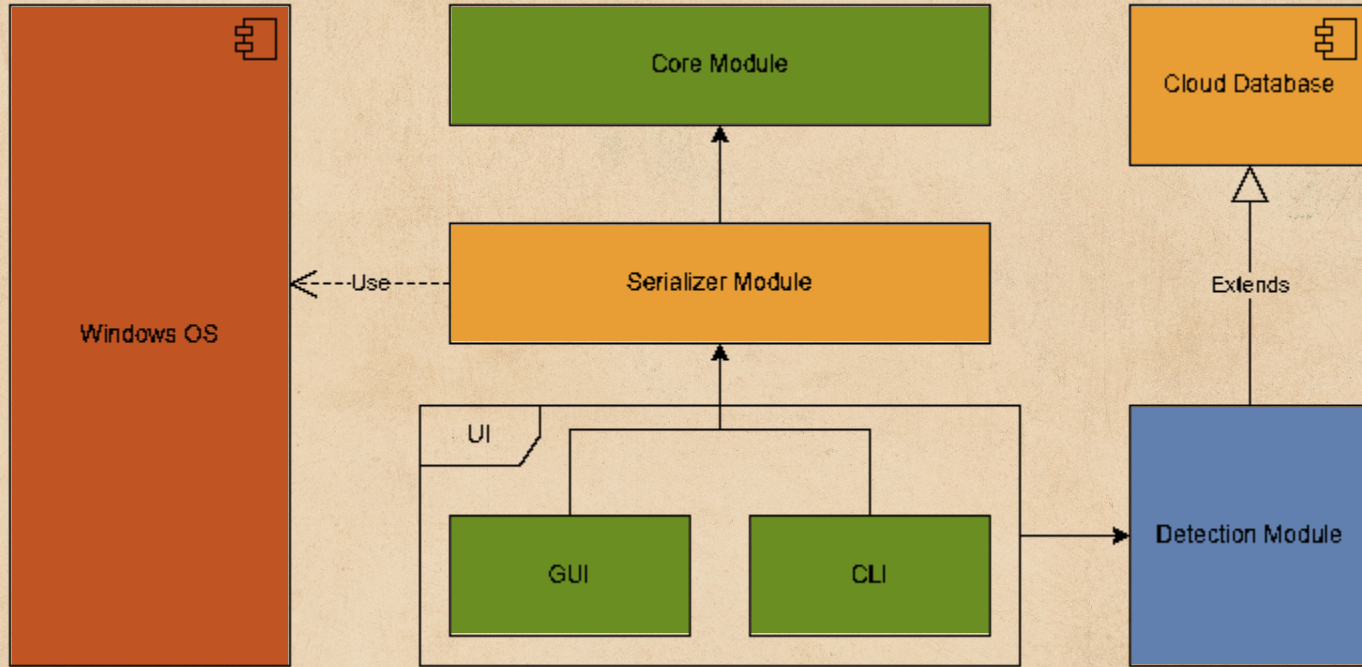 Core Module
Cloud Database
Use
Serializer Module
Extends
Windows OS
UI
Detection Module
GUI
CLI